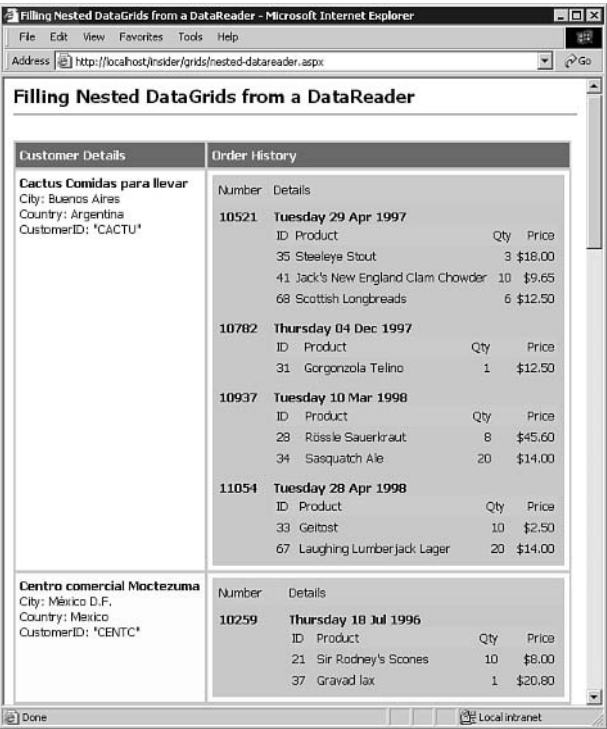 Filling Nested DataGrids from a DataReader - Microsoft Internet Explorer
File Edit View Favorites Tools Help
Address http://localhost/insider/grids/nested-datareader.aspx Go
Filling Nested DataGrids from a DataReader
Customer Details Order History
Cactus Comidas para llevar
City: Buenos Aires
Country: Argentina
CustomerID: "CACTU"
Number Details
10521 Tuesday 29 Apr 1997
ID Product Qty Price
35 Steeleye Stout 3 $18.00
41 Jack's New England Clam Chowder 10 $9.65
68 Scottish Longbreads 6 $12.50
10782 Thursday 04 Dec 1997
ID Product Qty Price
31 Gorgonzola Telino 1 $12.50
10937 Tuesday 10 Mar 1998
ID Product Qty Price
28 Rössle Sauerkraut 8 $45.60
34 Sasquatch Ale 20 $14.00
11054 Tuesday 28 Apr 1998
ID Product Qty Price
33 Geitost 10 $2.50
67 Laughing Lumberjack Lager 20 $14.00
Centro comercial Moctezuma
City: México D.F.
Country: Mexico
CustomerID: "CENTC"
Number Details
10259 Thursday 18 Jul 1996
ID Product Qty Price
21 Sir Rodney's Scones 10 $8.00
37 Gravad lax 1 $20.80
Done Local intranet